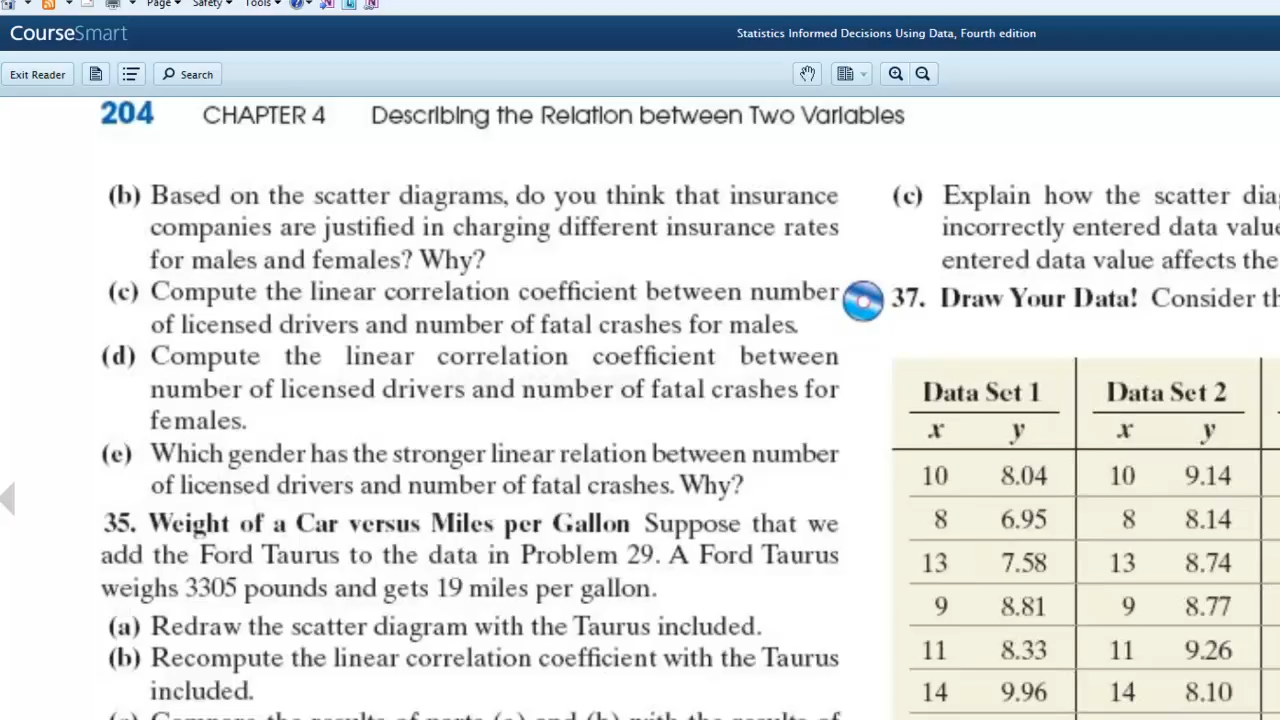 Page Safety Tools
CourseSmart
Statistics Informed Decisions Using Data, Fourth edition
Exit Reader Search
204 CHAPTER 4 Describing the Relation between Two Variables
(b) Based on the scatter diagrams, do you think that insurance
companies are justified in charging different insurance rates
for males and females? Why?
(c) Compute the linear correlation coefficient between number
of licensed drivers and number of fatal crashes for males.
(d) Compute the linear correlation coefficient between
number of licensed drivers and number of fatal crashes for
females.
(e) Which gender has the stronger linear relation between number
of licensed drivers and number of fatal crashes. Why?
35. Weight of a Car versus Miles per Gallon Suppose that we
add the Ford Taurus to the data in Problem 29. A Ford Taurus
weighs 3305 pounds and gets 19 miles per gallon.
(a) Redraw the scatter diagram with the Taurus included.
(b) Recompute the linear correlation coefficient with the Taurus
included.
(c) Compare the results of parts (a) and (b) with the results of
(c) Explain how the scatter
incorrectly entered data
entered data value affects the
37. Draw Your Data! Consider
Data Set 1 Data Set 2
x y x y
10 8.04 10 9.14
8 6.95 8 8.14
13 7.58 13 8.74
9 8.81 9 8.77
11 8.33 11 9.26
14 9.96 14 8.10